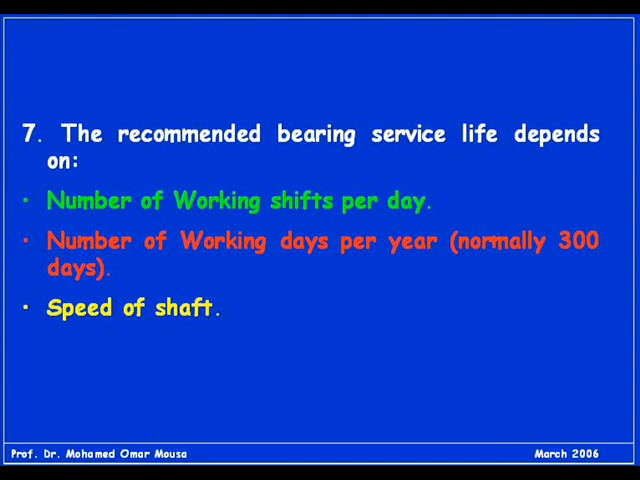 7. The recommended bearing service life depends
on:
• Number of Working shifts per day.
• Number of Working days per year (normally 300
days).
• Speed of shaft.
Prof. Dr. Mohamed Omar Mousa March 2006